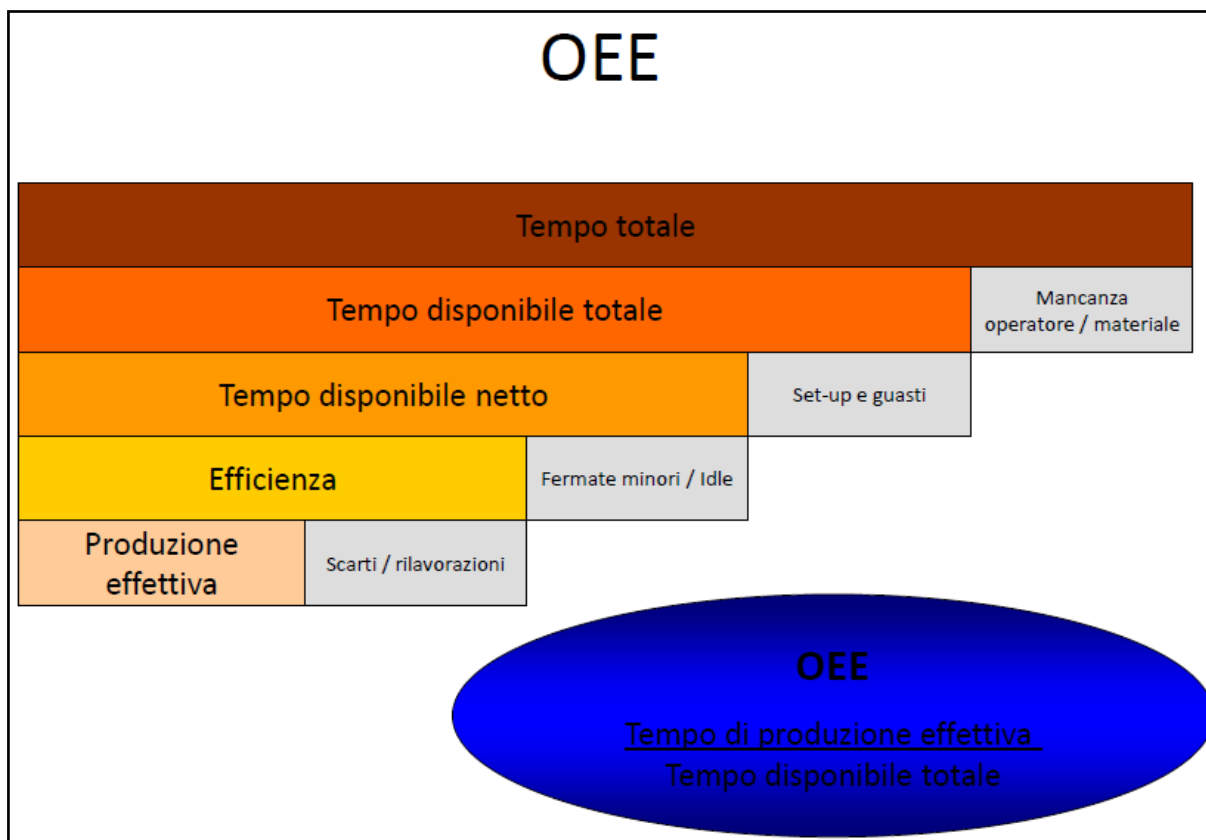 OEE
Tempo totale
Tempo disponibile totale
Mancanza
operatore / materiale
Tempo disponibile netto
Set-up e guasti
Efficienza
Fermate minori / Idle
Produzione
effettiva
Scarti / rilavorazioni
OEE
Tempo di produzione effettiva
Tempo disponibile totale